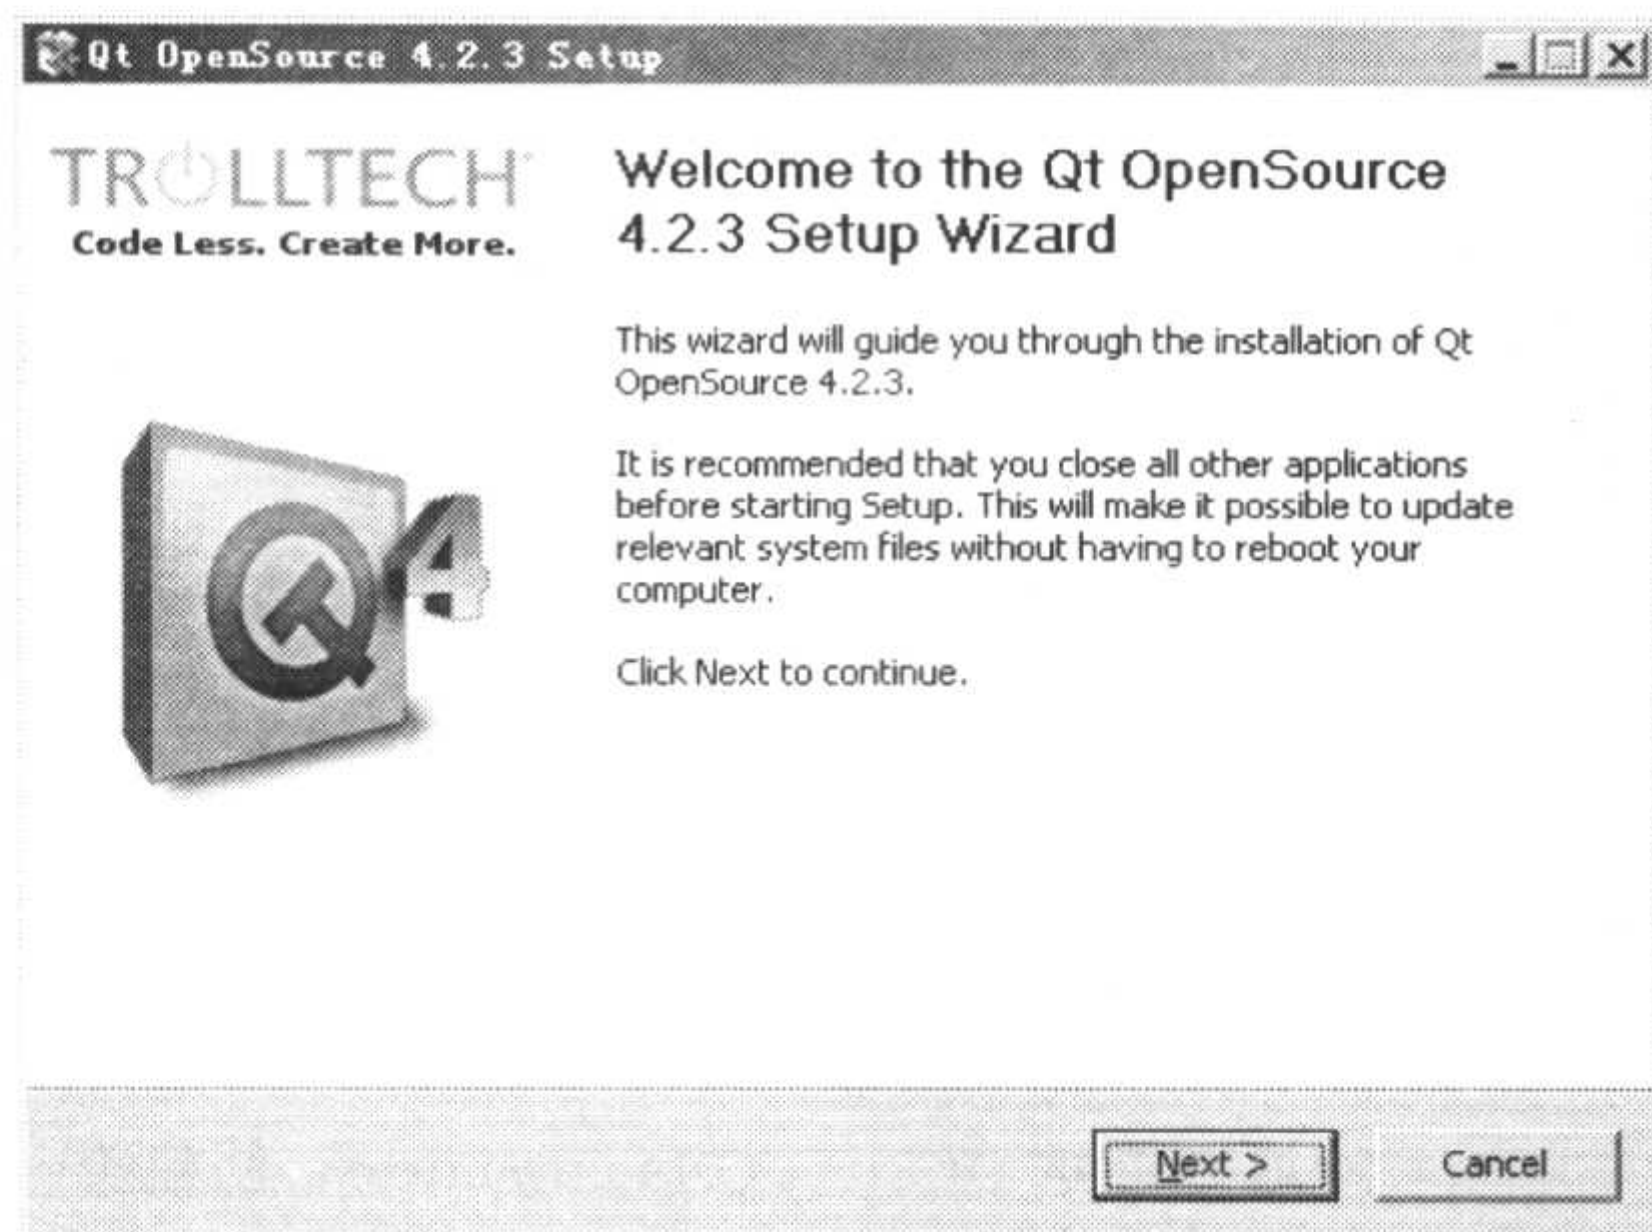 Qt OpenSource 4.2.3 Setup
TROLLTECH
Code Less. Create More.
Welcome to the Qt OpenSource
4.2.3 Setup Wizard
This wizard will guide you through the installation of Qt
OpenSource 4.2.3.
It is recommended that you close all other applications
before starting Setup. This will make it possible to update
relevant system files without having to reboot your
computer.
Click Next to continue.
QT 4
Next >
Cancel